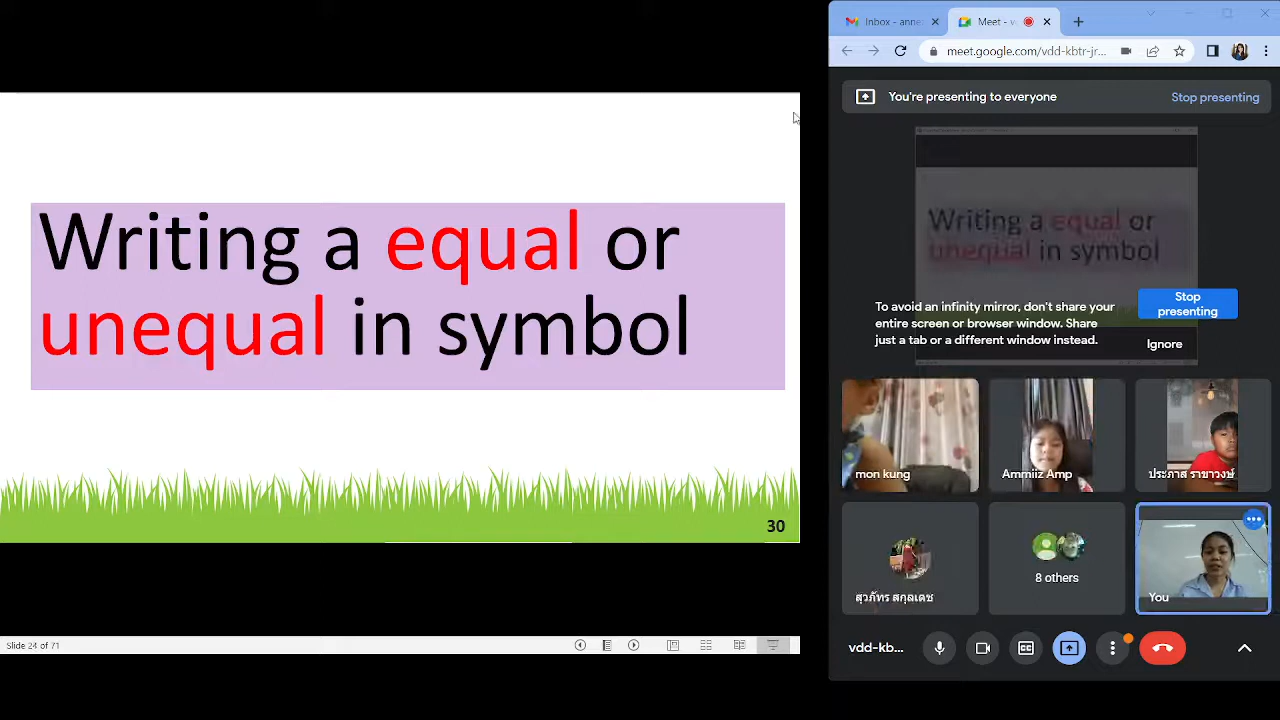 Writing a equal or
unequal in symbol
30
Slide 24 of 71
Inbox - anne
Meet - v
meet.google.com/vdd-kbtr-jr...
You're presenting to everyone
Stop presenting
Writing a equal or
unequal in symbol
To avoid an infinity mirror, don't share your
entire screen or browser window. Share
just a tab or a different window instead.
Stop
presenting
Ignore
mon kung
Ammiiz Amp
ประภาส ราชาวงษ์
สุวภัทร สกุลเดช
8 others
You
vdd-kb...
CC